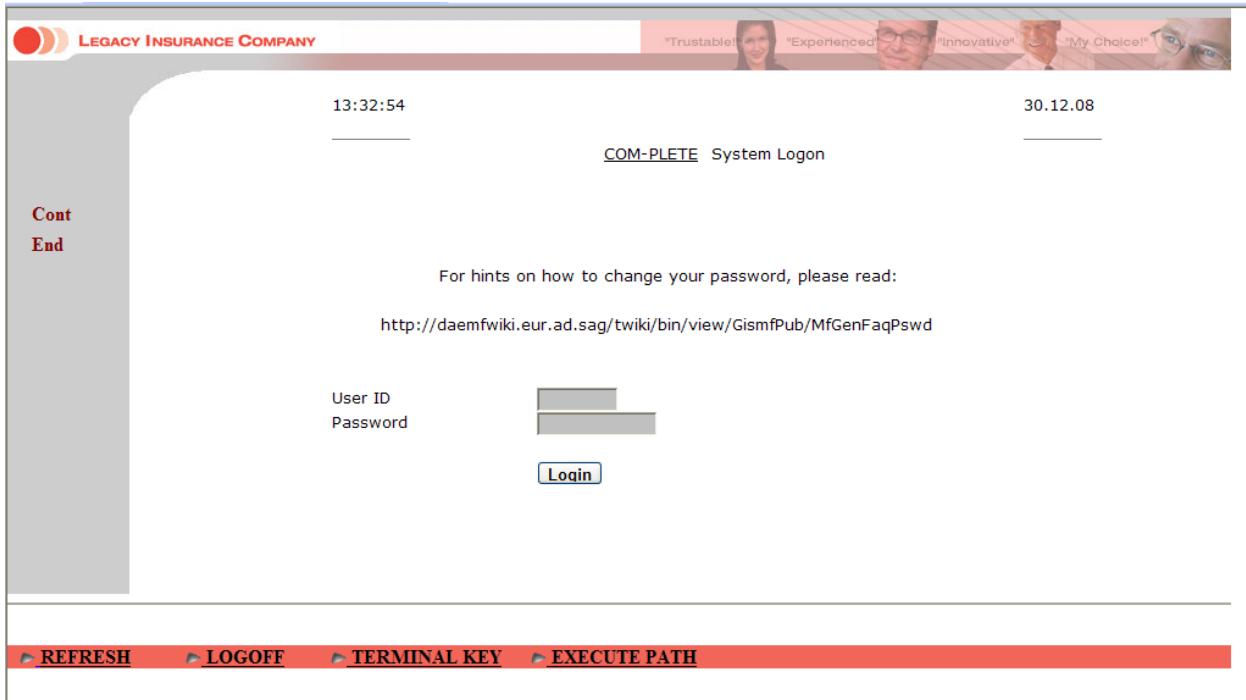 LEGACY INSURANCE COMPANY "Trustable!" "Experienced" "Innovative" "My Choice!"
13:32:54 30.12.08
COM-PLETE System Logon
Cont
End
For hints on how to change your password, please read:
http://daemfwiki.eur.ad.sag/twiki/bin/view/GismfPub/MfGenFaqPswd
User ID
Password
Login
REFRESH LOGOFF TERMINAL KEY EXECUTE PATH